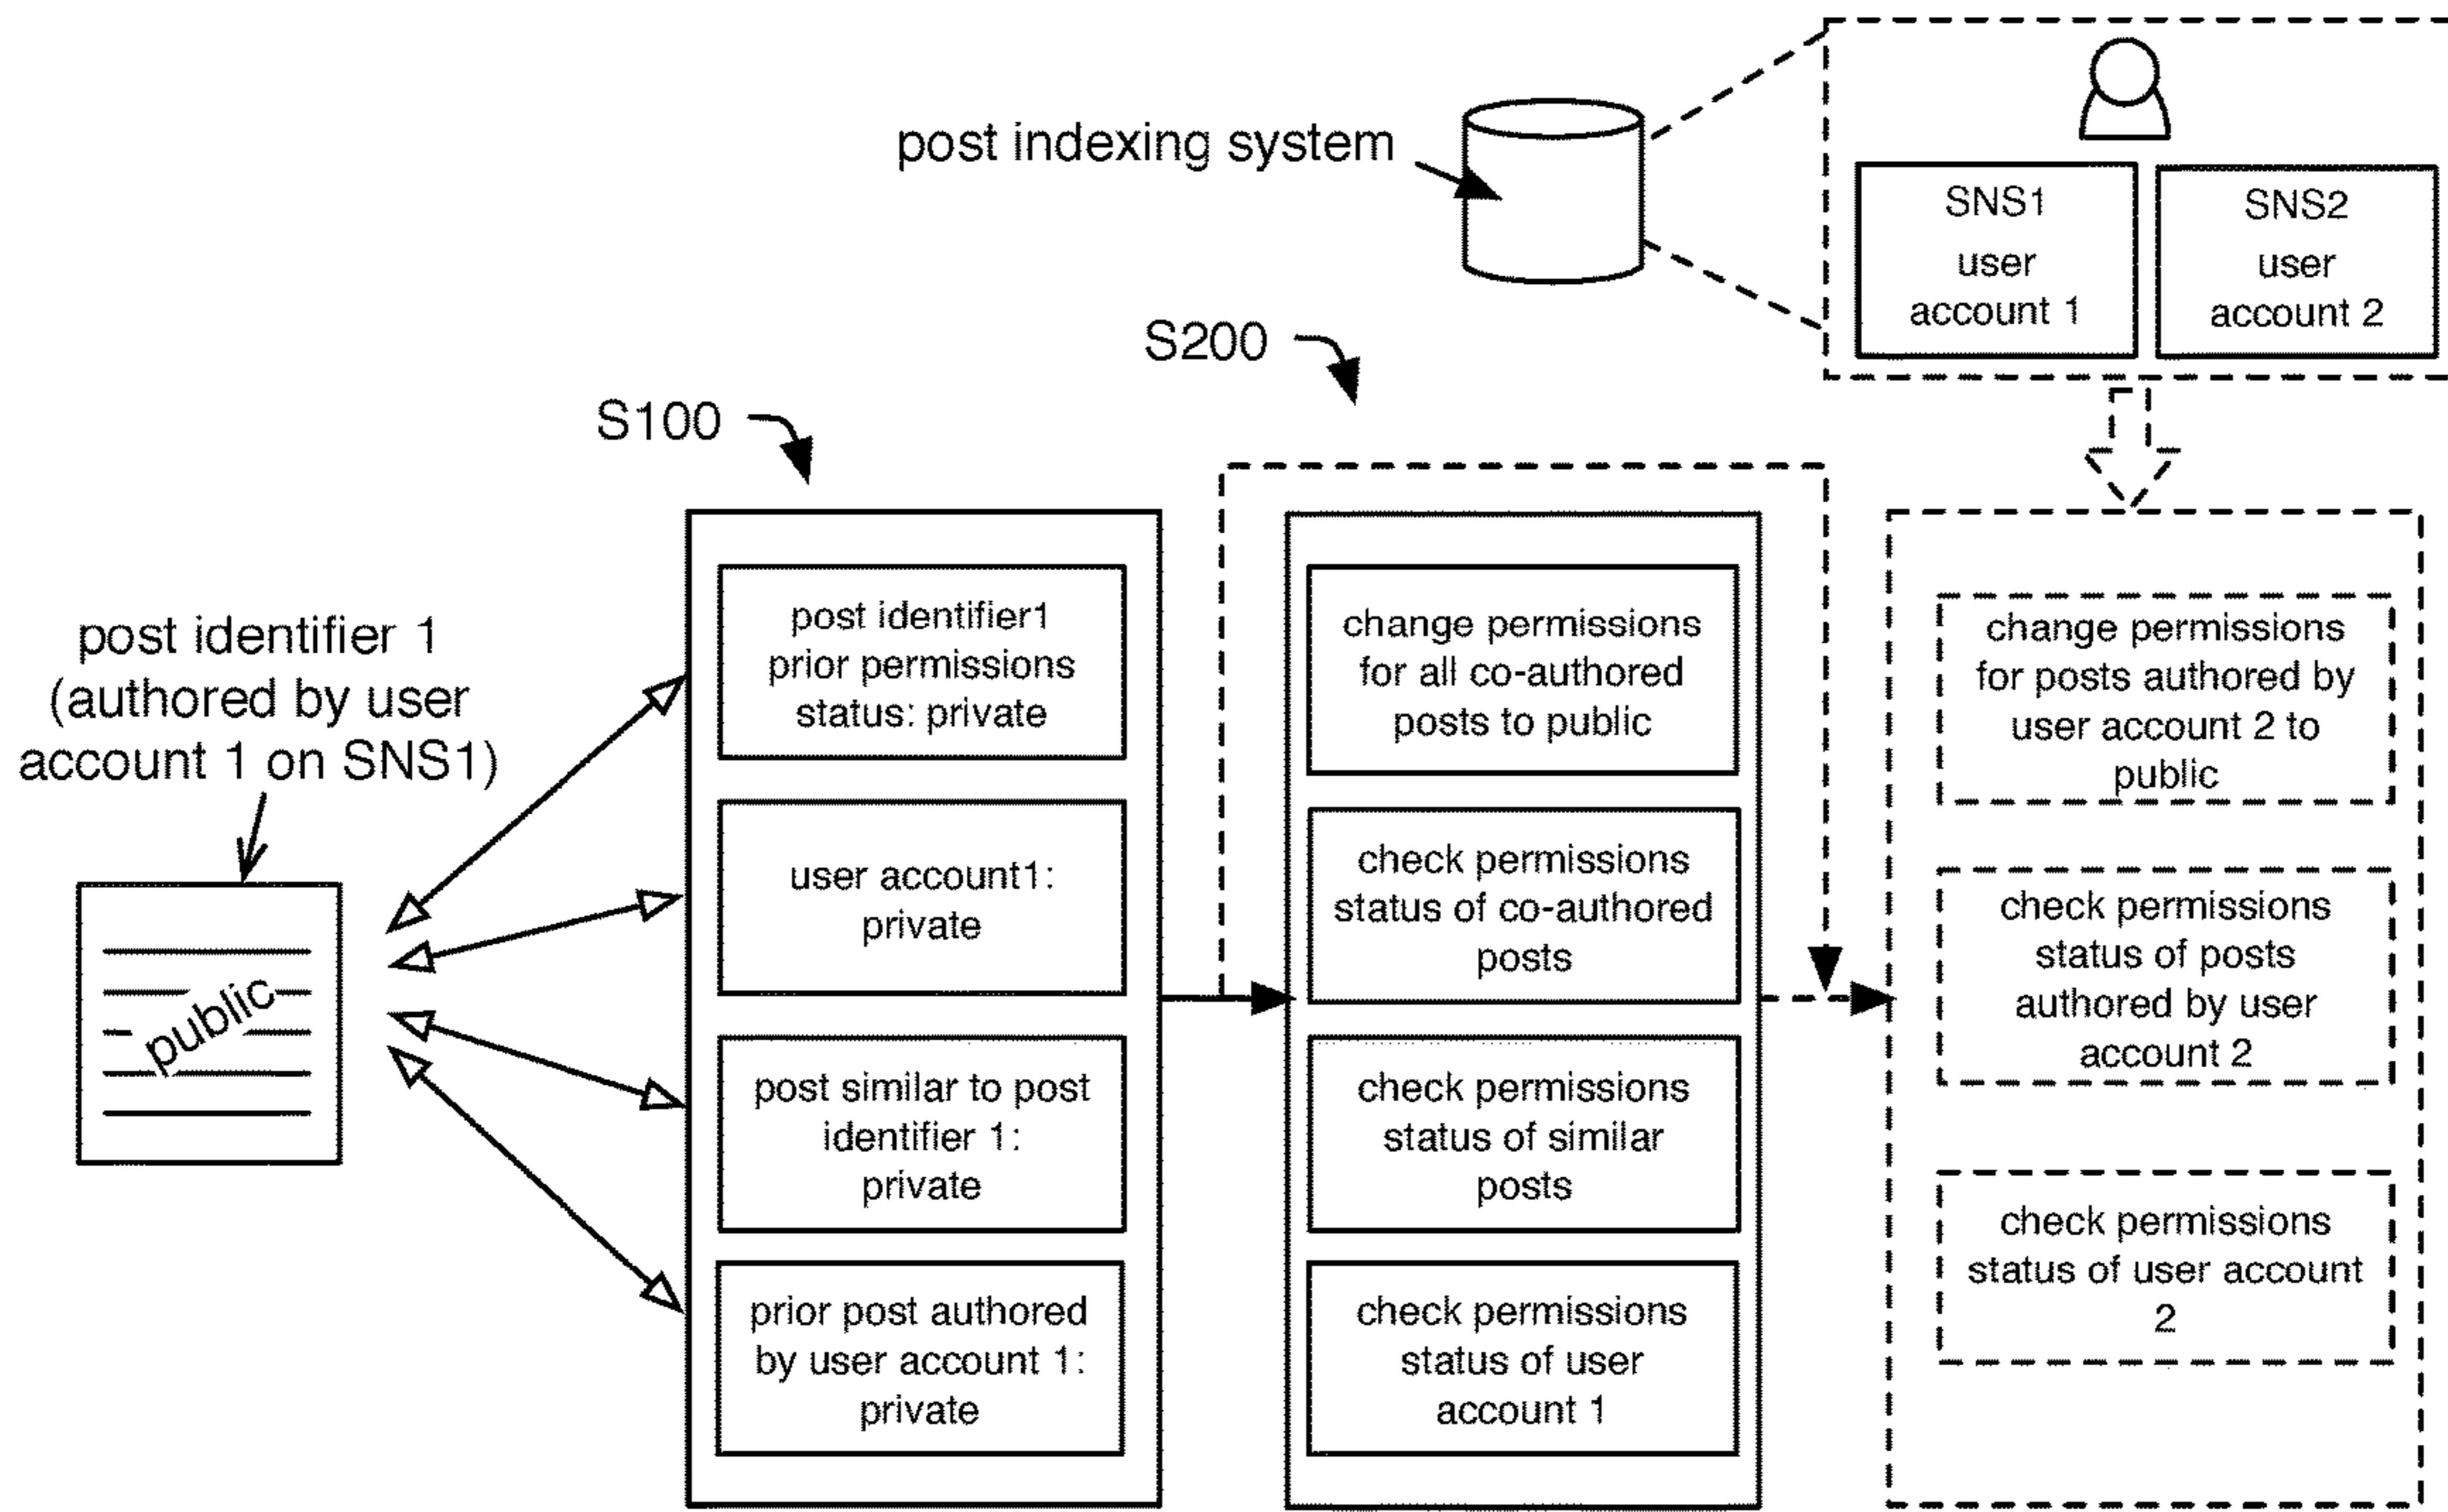 post indexing system
SNS1
user
account 1
SNS2
user
account 2
S200
S100
post identifier 1
(authored by user
account 1 on SNS1)
public
post identifier1
prior permissions
status: private
user account1:
private
post similar to post
identifier 1:
private
prior post authored
by user account 1:
private
change permissions
for all co-authored
posts to public
check permissions
status of co-authored
posts
check permissions
status of similar
posts
check permissions
status of user
account 1
change permissions
for posts authored by
user account 2 to
public
check permissions
status of posts
authored by user
account 2
check permissions
status of user account
2